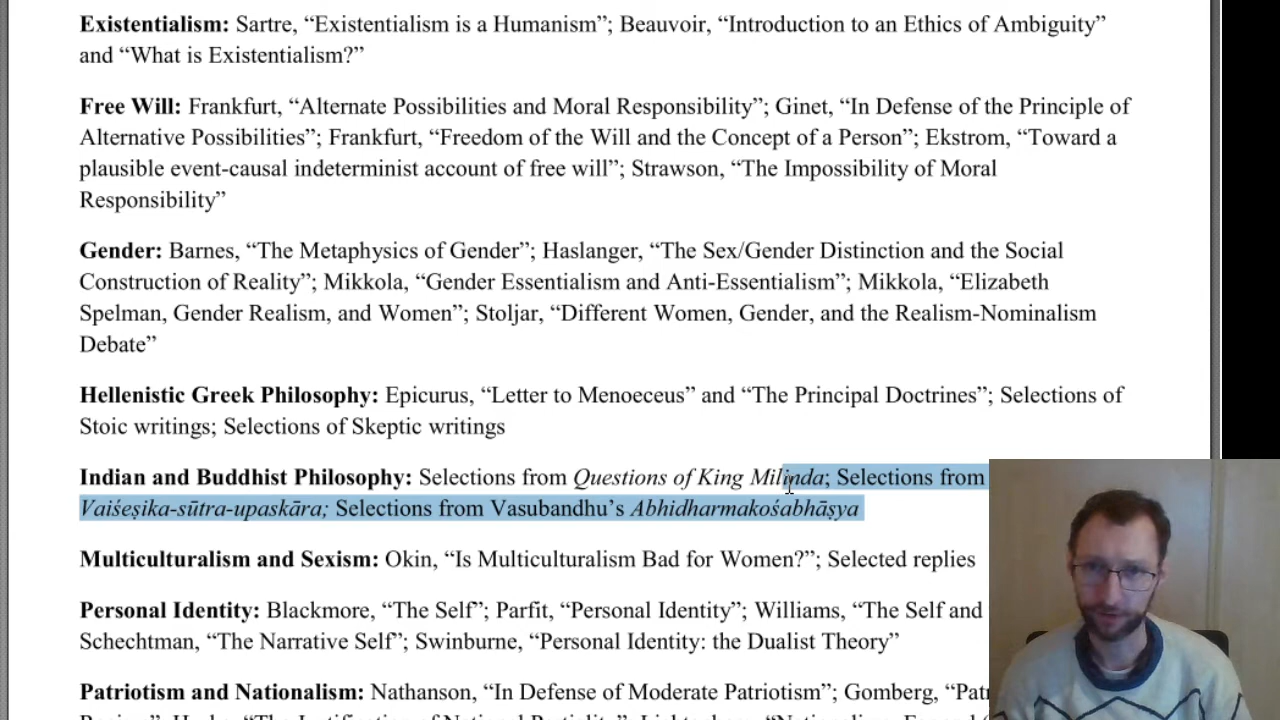 Existentialism: Sartre, “Existentialism is a Humanism”; Beauvoir, “Introduction to an Ethics of Ambiguity”
and “What is Existentialism?”
Free Will: Frankfurt, “Alternate Possibilities and Moral Responsibility”; Ginet, “In Defense of the Principle of
Alternative Possibilities”; Frankfurt, “Freedom of the Will and the Concept of a Person”; Ekstrom, “Toward a
plausible event-causal indeterminist account of free will”; Strawson, “The Impossibility of Moral
Responsibility”
Gender: Barnes, “The Metaphysics of Gender”; Haslanger, “The Sex/Gender Distinction and the Social
Construction of Reality”; Mikkola, “Gender Essentialism and Anti-Essentialism”; Mikkola, “Elizabeth
Spelman, Gender Realism, and Women”; Stoljar, “Different Women, Gender, and the Realism-Nominalism
Debate”
Hellenistic Greek Philosophy: Epicurus, “Letter to Menoeceus” and “The Principal Doctrines”; Selections of
Stoic writings; Selections of Skeptic writings
Indian and Buddhist Philosophy: Selections from Questions of King Milinda; Selections from
Vaiśeṣika-sūtra-upaskāra; Selections from Vasubandhu’s Abhidharmakośabhāṣya
Multiculturalism and Sexism: Okin, “Is Multiculturalism Bad for Women?”; Selected replies
Personal Identity: Blackmore, “The Self”; Parfit, “Personal Identity”; Williams, “The Self and
Schechtman, “The Narrative Self”; Swinburne, “Personal Identity: the Dualist Theory”
Patriotism and Nationalism: Nathanson, “In Defense of Moderate Patriotism”; Gomberg,